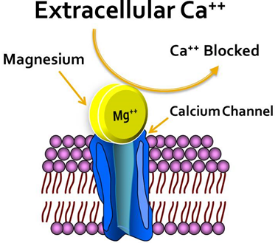 Extracellular Ca⁺⁺
Ca⁺⁺ Blocked
Magnesium
Mg⁺⁺
Calcium Channel